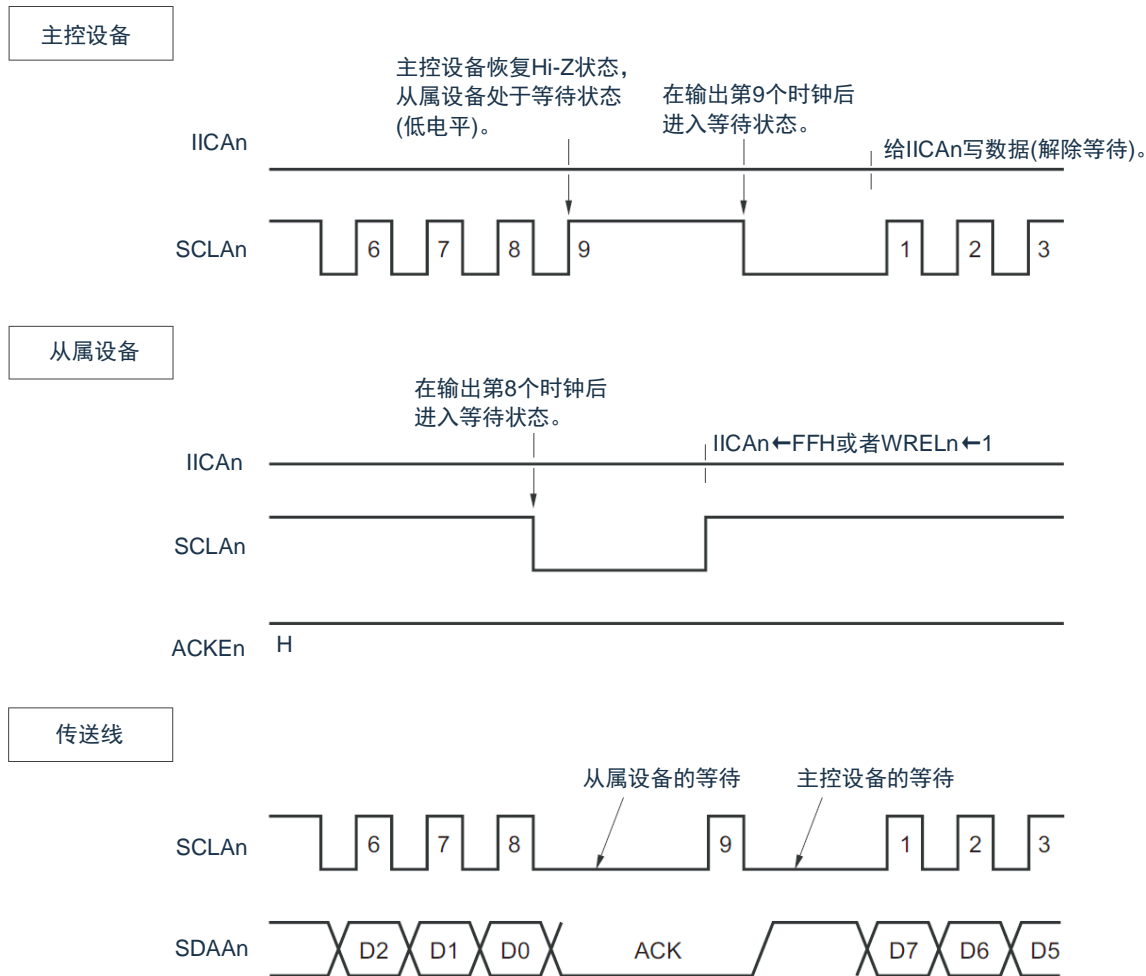 主控设备
主控设备恢复Hi-Z状态，
从属设备处于等待状态
(低电平)。
在输出第9个时钟后
进入等待状态。
IICAn
给IICAn写数据(解除等待)。
SCLAn
6 7 8 9 1 2 3
从属设备
在输出第8个时钟后
进入等待状态。
IICAn
IICAn←FFH或者WRELn←1
SCLAn
ACKEn H
传送线
从属设备的等待 主控设备的等待
SCLAn
6 7 8 9 1 2 3
SDAAn
D2 D1 D0 ACK D7 D6 D5